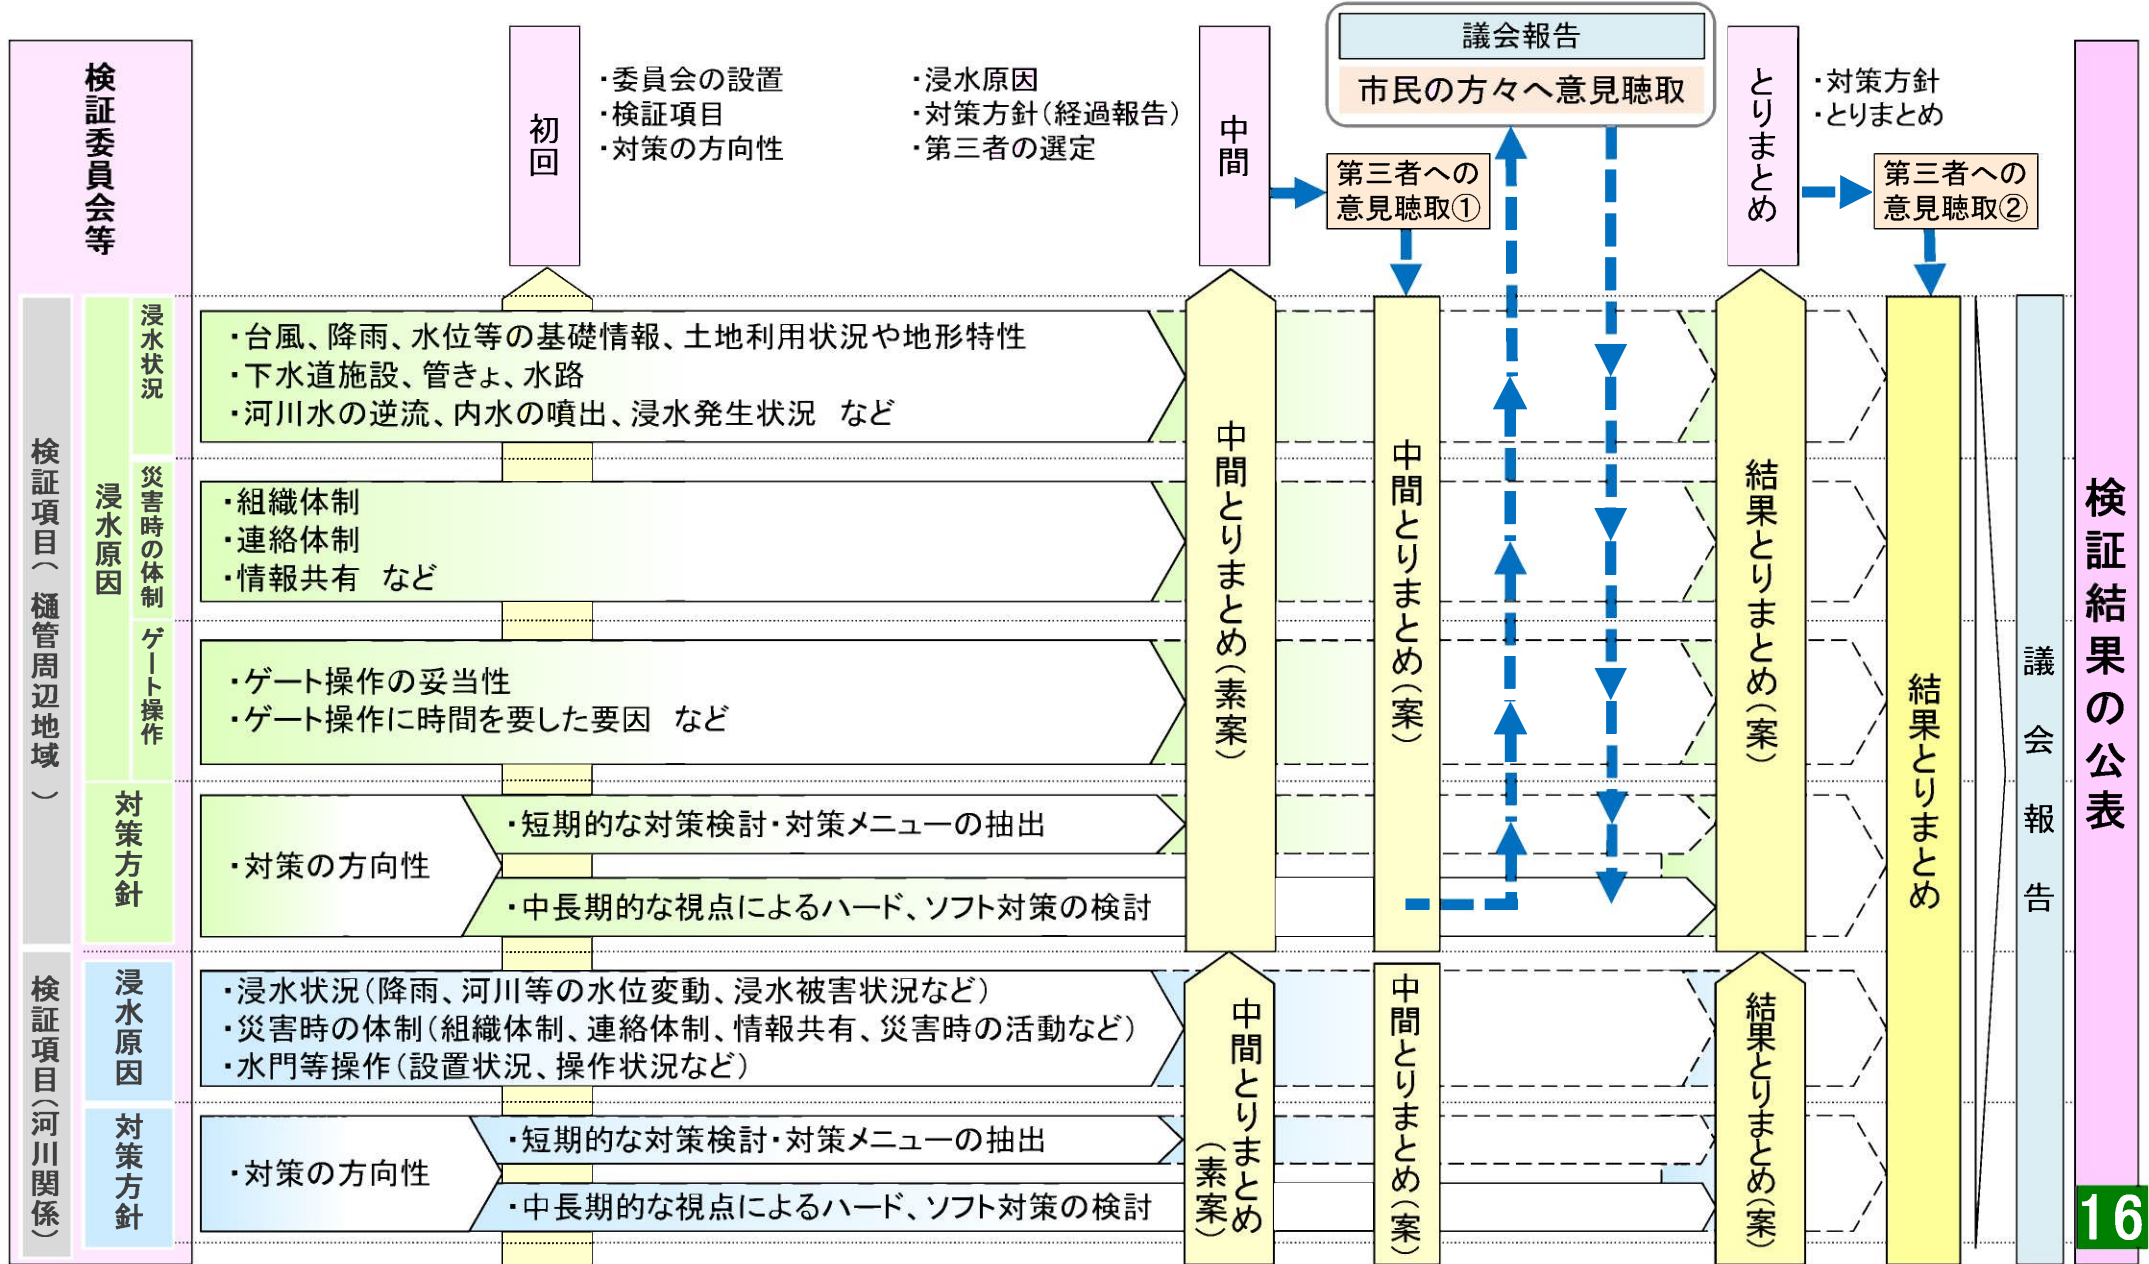 検証委員会等
初回
・委員会の設置
・検証項目
・対策の方向性
・浸水原因
・対策方針（経過報告）
・第三者の選定
中間
議会報告
市民の方々へ意見聴取
第三者への
意見聴取①
とりまとめ
・対策方針
・とりまとめ
第三者への
意見聴取②
検証項目（樋管周辺地域）
浸水原因
浸水状況
・台風、降雨、水位等の基礎情報、土地利用状況や地形特性
・下水道施設、管きょ、水路
・河川水の逆流、内水の噴出、浸水発生状況　など
災害時の体制
・組織体制
・連絡体制
・情報共有　など
ゲート操作
・ゲート操作の妥当性
・ゲート操作に時間を要した要因　など
対策方針
・対策の方向性
・短期的な対策検討・対策メニューの抽出
・中長期的な視点によるハード、ソフト対策の検討
中間とりまとめ（素案）
中間とりまとめ（案）
結果とりまとめ（案）
検証項目（河川関係）
浸水原因
・浸水状況（降雨、河川等の水位変動、浸水被害状況など）
・災害時の体制（組織体制、連絡体制、情報共有、災害時の活動など）
・水門等操作（設置状況、操作状況など）
対策方針
・対策の方向性
・短期的な対策検討・対策メニューの抽出
・中長期的な視点によるハード、ソフト対策の検討
中間とりまとめ
（素案）
中間とりまとめ（案）
結果とりまとめ（案）
結果とりまとめ
議会報告
検証結果の公表
16